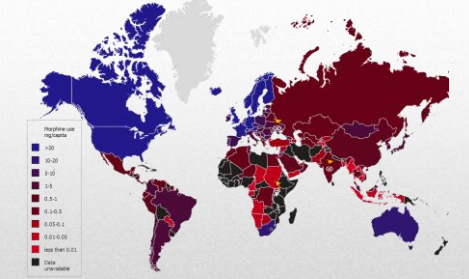 Morphine use
mg/capita
>20
10-20
5-10
1-5
0.5-1
0.1-0.5
0.05-0.1
0.01-0.05
less than 0.01
Data
unavailable